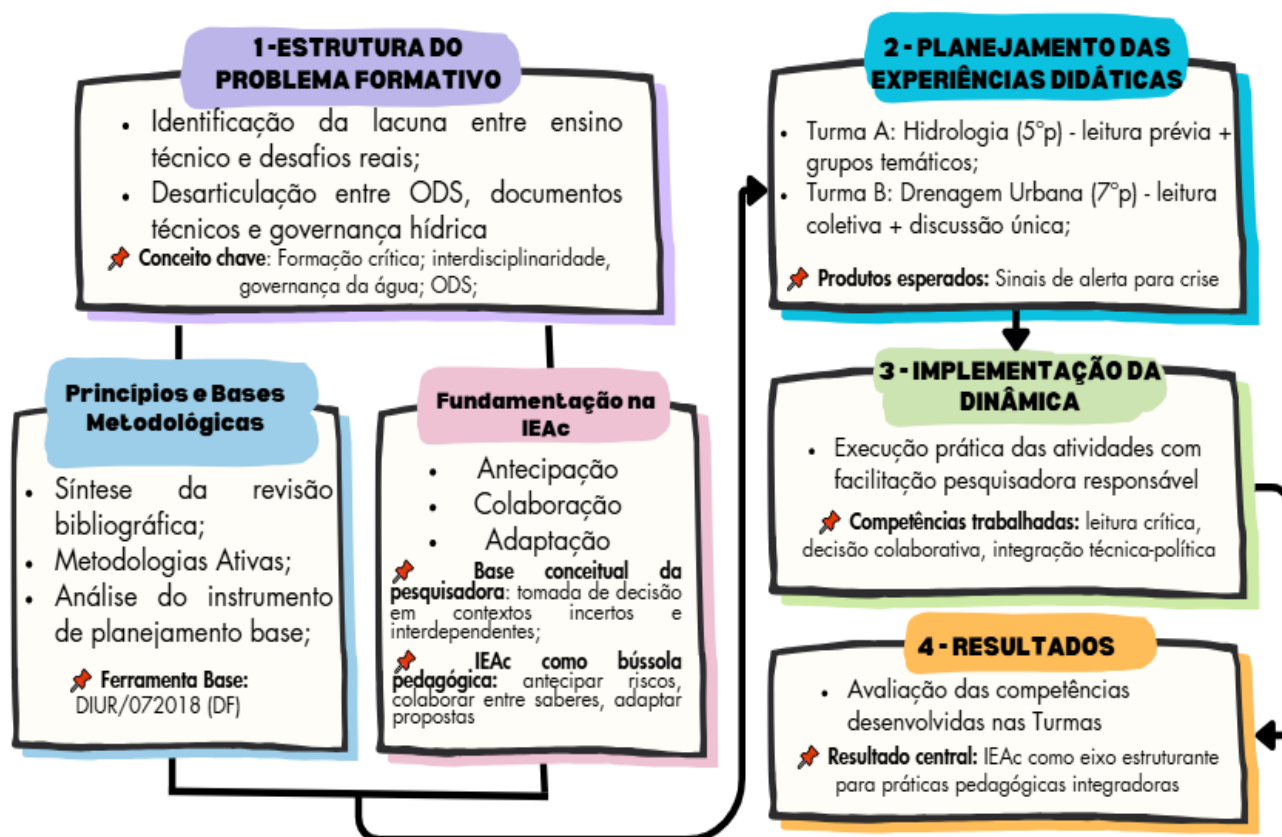 1-ESTRUTURA DO
PROBLEMA FORMATIVO
• Identificação da lacuna entre ensino
técnico e desafios reais;
• Desarticulação entre ODS, documentos
técnicos e governança hídrica
📌 Conceito chave: Formação crítica; interdisciplinaridade,
governança da água; ODS;
Princípios e Bases
Metodológicas
• Síntese da revisão
bibliográfica;
• Metodologias Ativas;
• Análise do instrumento
de planejamento base;
📌 Ferramenta Base:
DIUR/072018 (DF)
Fundamentação na
IEAc
• Antecipação
• Colaboração
• Adaptação
📌 Base conceitual da
pesquisadora: tomada de decisão
em contextos incertos e
interdependentes;
📌 IEAc como bússola
pedagógica: antecipar riscos,
colaborar entre saberes, adaptar
propostas
2 - PLANEJAMENTO DAS
EXPERIÊNCIAS DIDÁTICAS
• Turma A: Hidrologia (5°p) - leitura prévia +
grupos temáticos;
• Turma B: Drenagem Urbana (7°p) - leitura
coletiva + discussão única;
📌 Produtos esperados: Sinais de alerta para crise
3 - IMPLEMENTAÇÃO DA
DINÂMICA
• Execução prática das atividades com
facilitação pesquisadora responsável
📌 Competências trabalhadas: leitura crítica,
decisão colaborativa, integração técnica-política
4 - RESULTADOS
• Avaliação das competências
desenvolvidas nas Turmas
📌 Resultado central: IEAc como eixo estruturante
para práticas pedagógicas integradoras